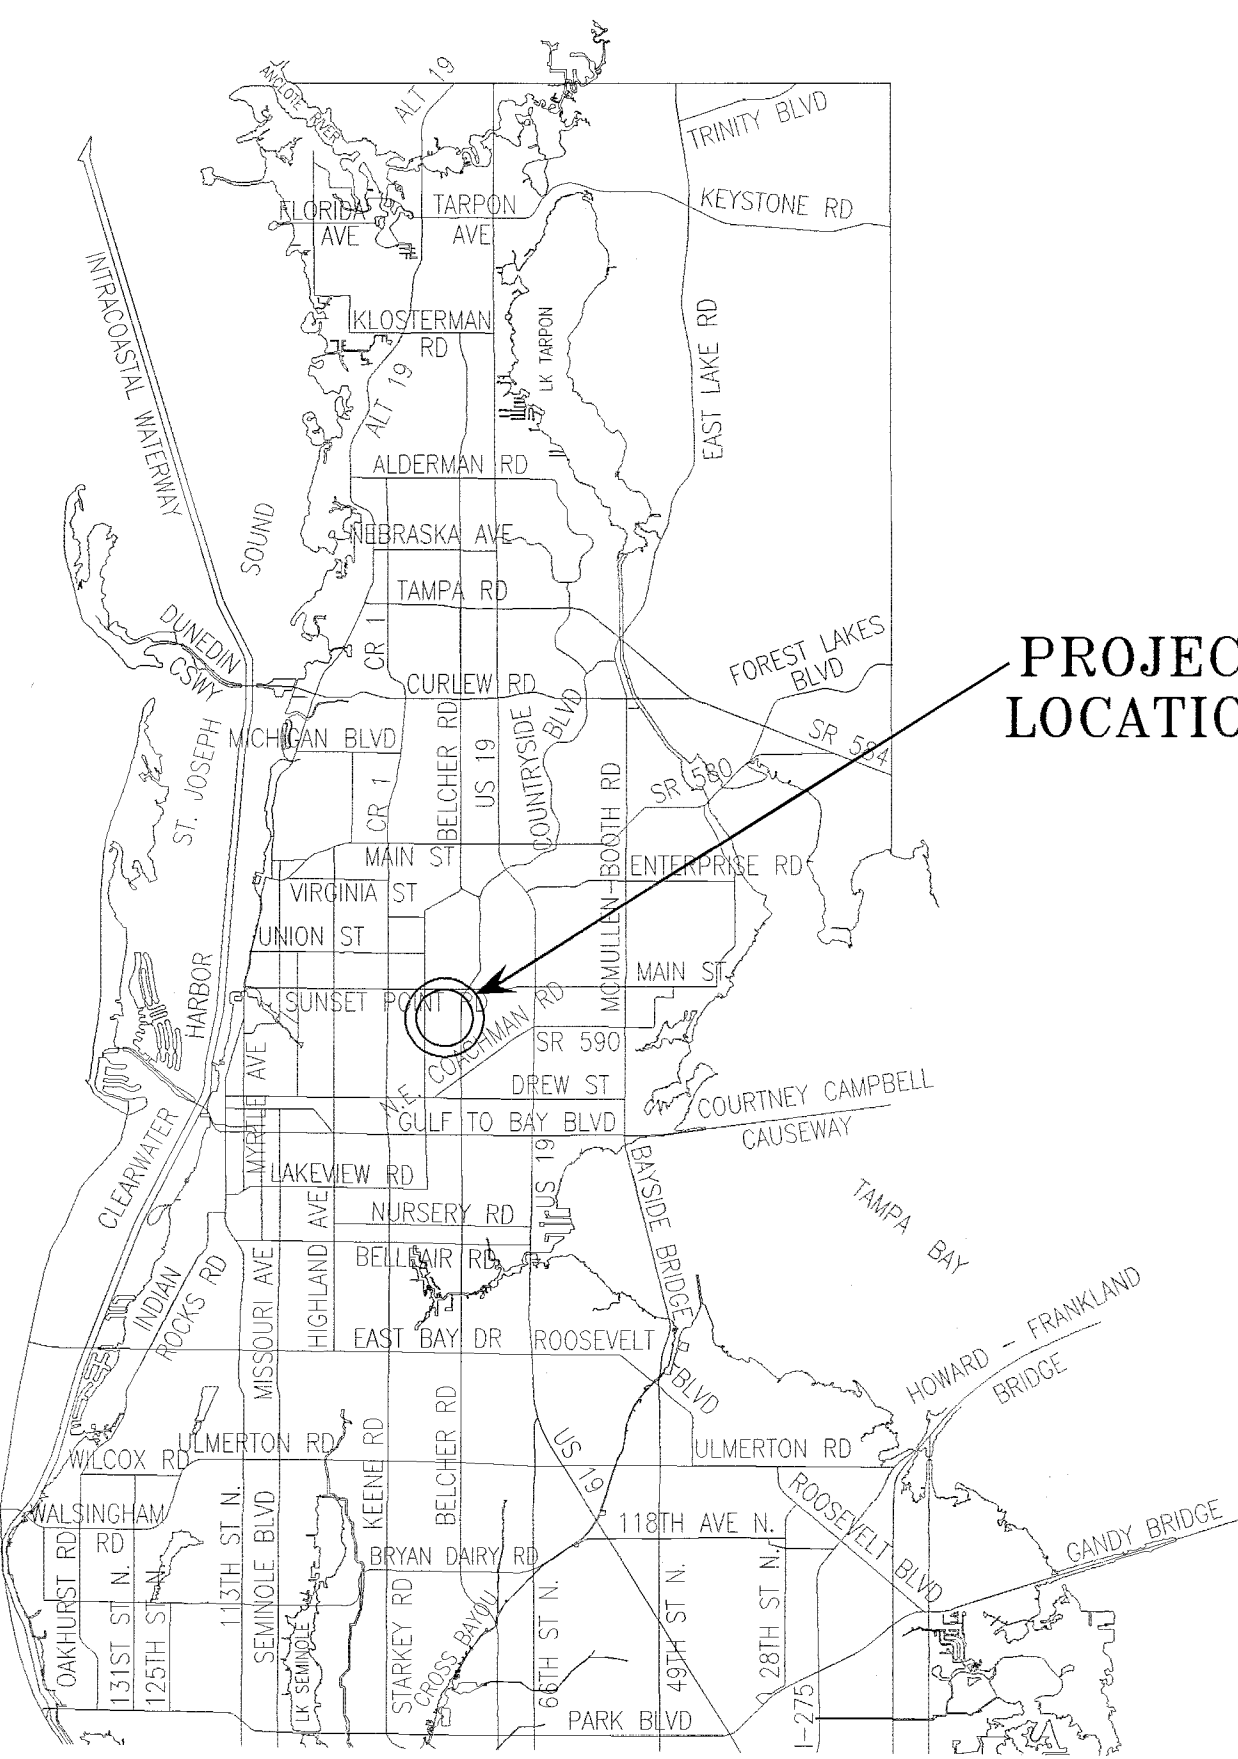 ANCLOTE RIVER
ALT 19
TRINITY BLVD
KEYSTONE RD
FLORIDA
AVE
TARPON
AVE
INTRACOASTAL WATERWAY
KLOSTERMAN
RD
LK TARPON
EAST LAKE RD
ALT 19
ALDERMAN RD
SOUND
NEBRASKA AVE
TAMPA RD
DUNEDIN
CSWY
CR 1
FOREST LAKES
BLVD
PROJEC
LOCATIO
CURLEW RD
ST. JOSEPH
MICHIGAN BLVD
BELCHER RD
US 19
COUNTRYSIDE
BLVD
SR 584
SR 580
CR 1
MCMULLEN-BOOTH RD
MAIN ST
ENTERPRISE RD
VIRGINIA ST
UNION ST
HARBOR
MAIN ST
SUNSET POINT RD
N.E. COACHMAN RD
SR 590
MYRTLE AVE
DREW ST
COURTNEY CAMPBELL
CAUSEWAY
GULF TO BAY BLVD
CLEARWATER
LAKEVIEW RD
US 19
BAYSIDE BRIDGE
TAMPA BAY
HIGHLAND AVE
NURSERY RD
BELLEAIR RD
INDIAN
ROCKS RD
MISSOURI AVE
EAST BAY DR
ROOSEVELT
BLVD
HOWARD - FRANKLAND
BRIDGE
WILCOX RD
ULMERTON RD
KEENE RD
BELCHER RD
US 19
ULMERTON RD
WALSINGHAM
RD
113TH ST N.
SEMINOLE BLVD
118TH AVE N.
ROOSEVELT BLVD
GANDY BRIDGE
BRYAN DAIRY RD
OAKHURST RD
131ST ST N.
125TH ST N.
LK SEMINOLE
STARKEY RD
CROSS BAYOU
66TH ST N.
49TH ST N.
28TH ST N.
I-275
PARK BLVD